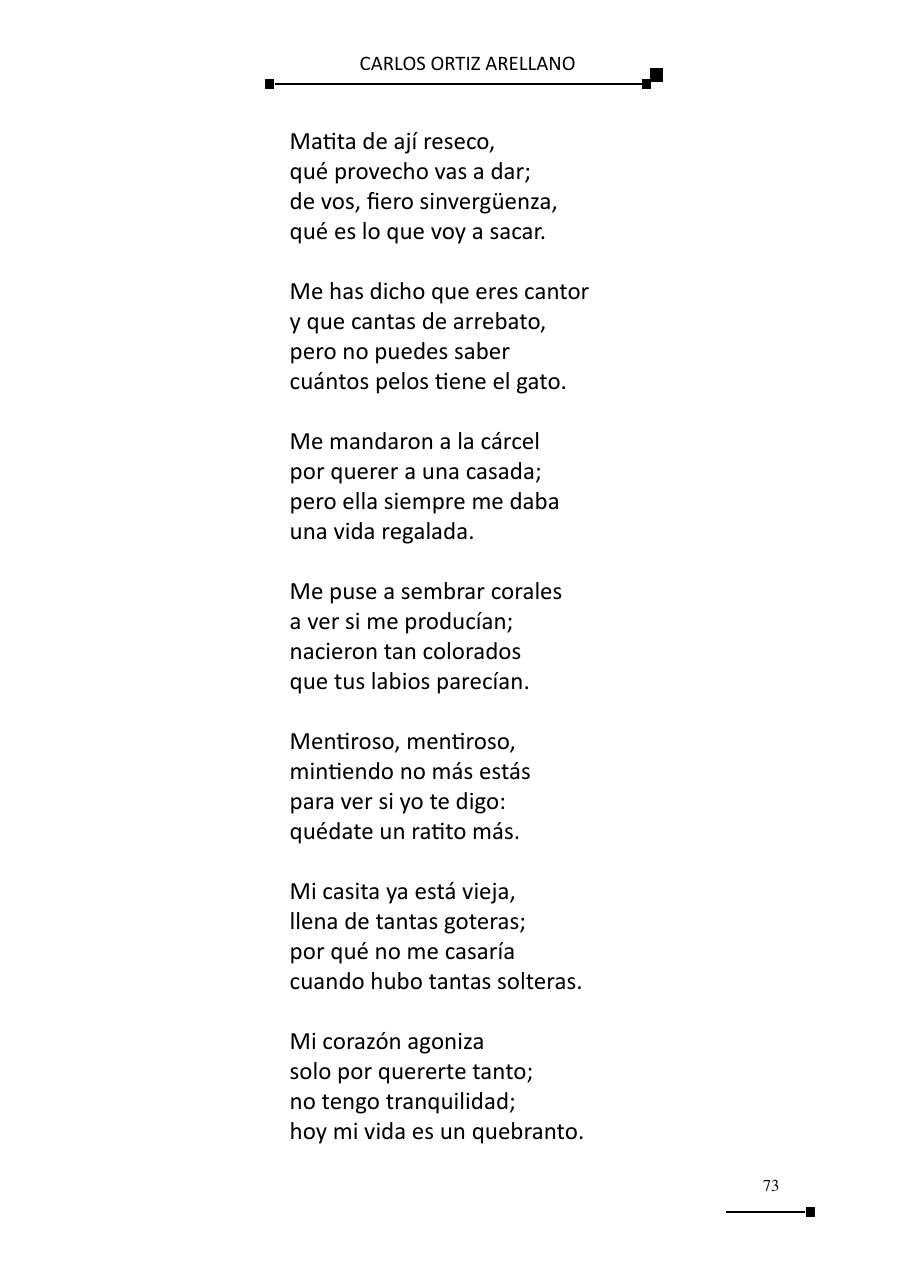 CARLOS ORTIZ ARELLANO
Matita de ají reseco,
qué provecho vas a dar;
de vos, fiero sinvergüenza,
qué es lo que voy a sacar.
Me has dicho que eres cantor
y que cantas de arrebato,
pero no puedes saber
cuántos pelos tiene el gato.
Me mandaron a la cárcel
por querer a una casada;
pero ella siempre me daba
una vida regalada.
Me puse a sembrar corales
a ver si me producían;
nacieron tan colorados
que tus labios parecían.
Mentiroso, mentiroso,
mintiendo no más estás
para ver si yo te digo:
quédate un ratito más.
Mi casita ya está vieja,
llena de tantas goteras;
por qué no me casaría
cuando hubo tantas solteras.
Mi corazón agoniza
solo por quererte tanto;
no tengo tranquilidad;
hoy mi vida es un quebranto.
73